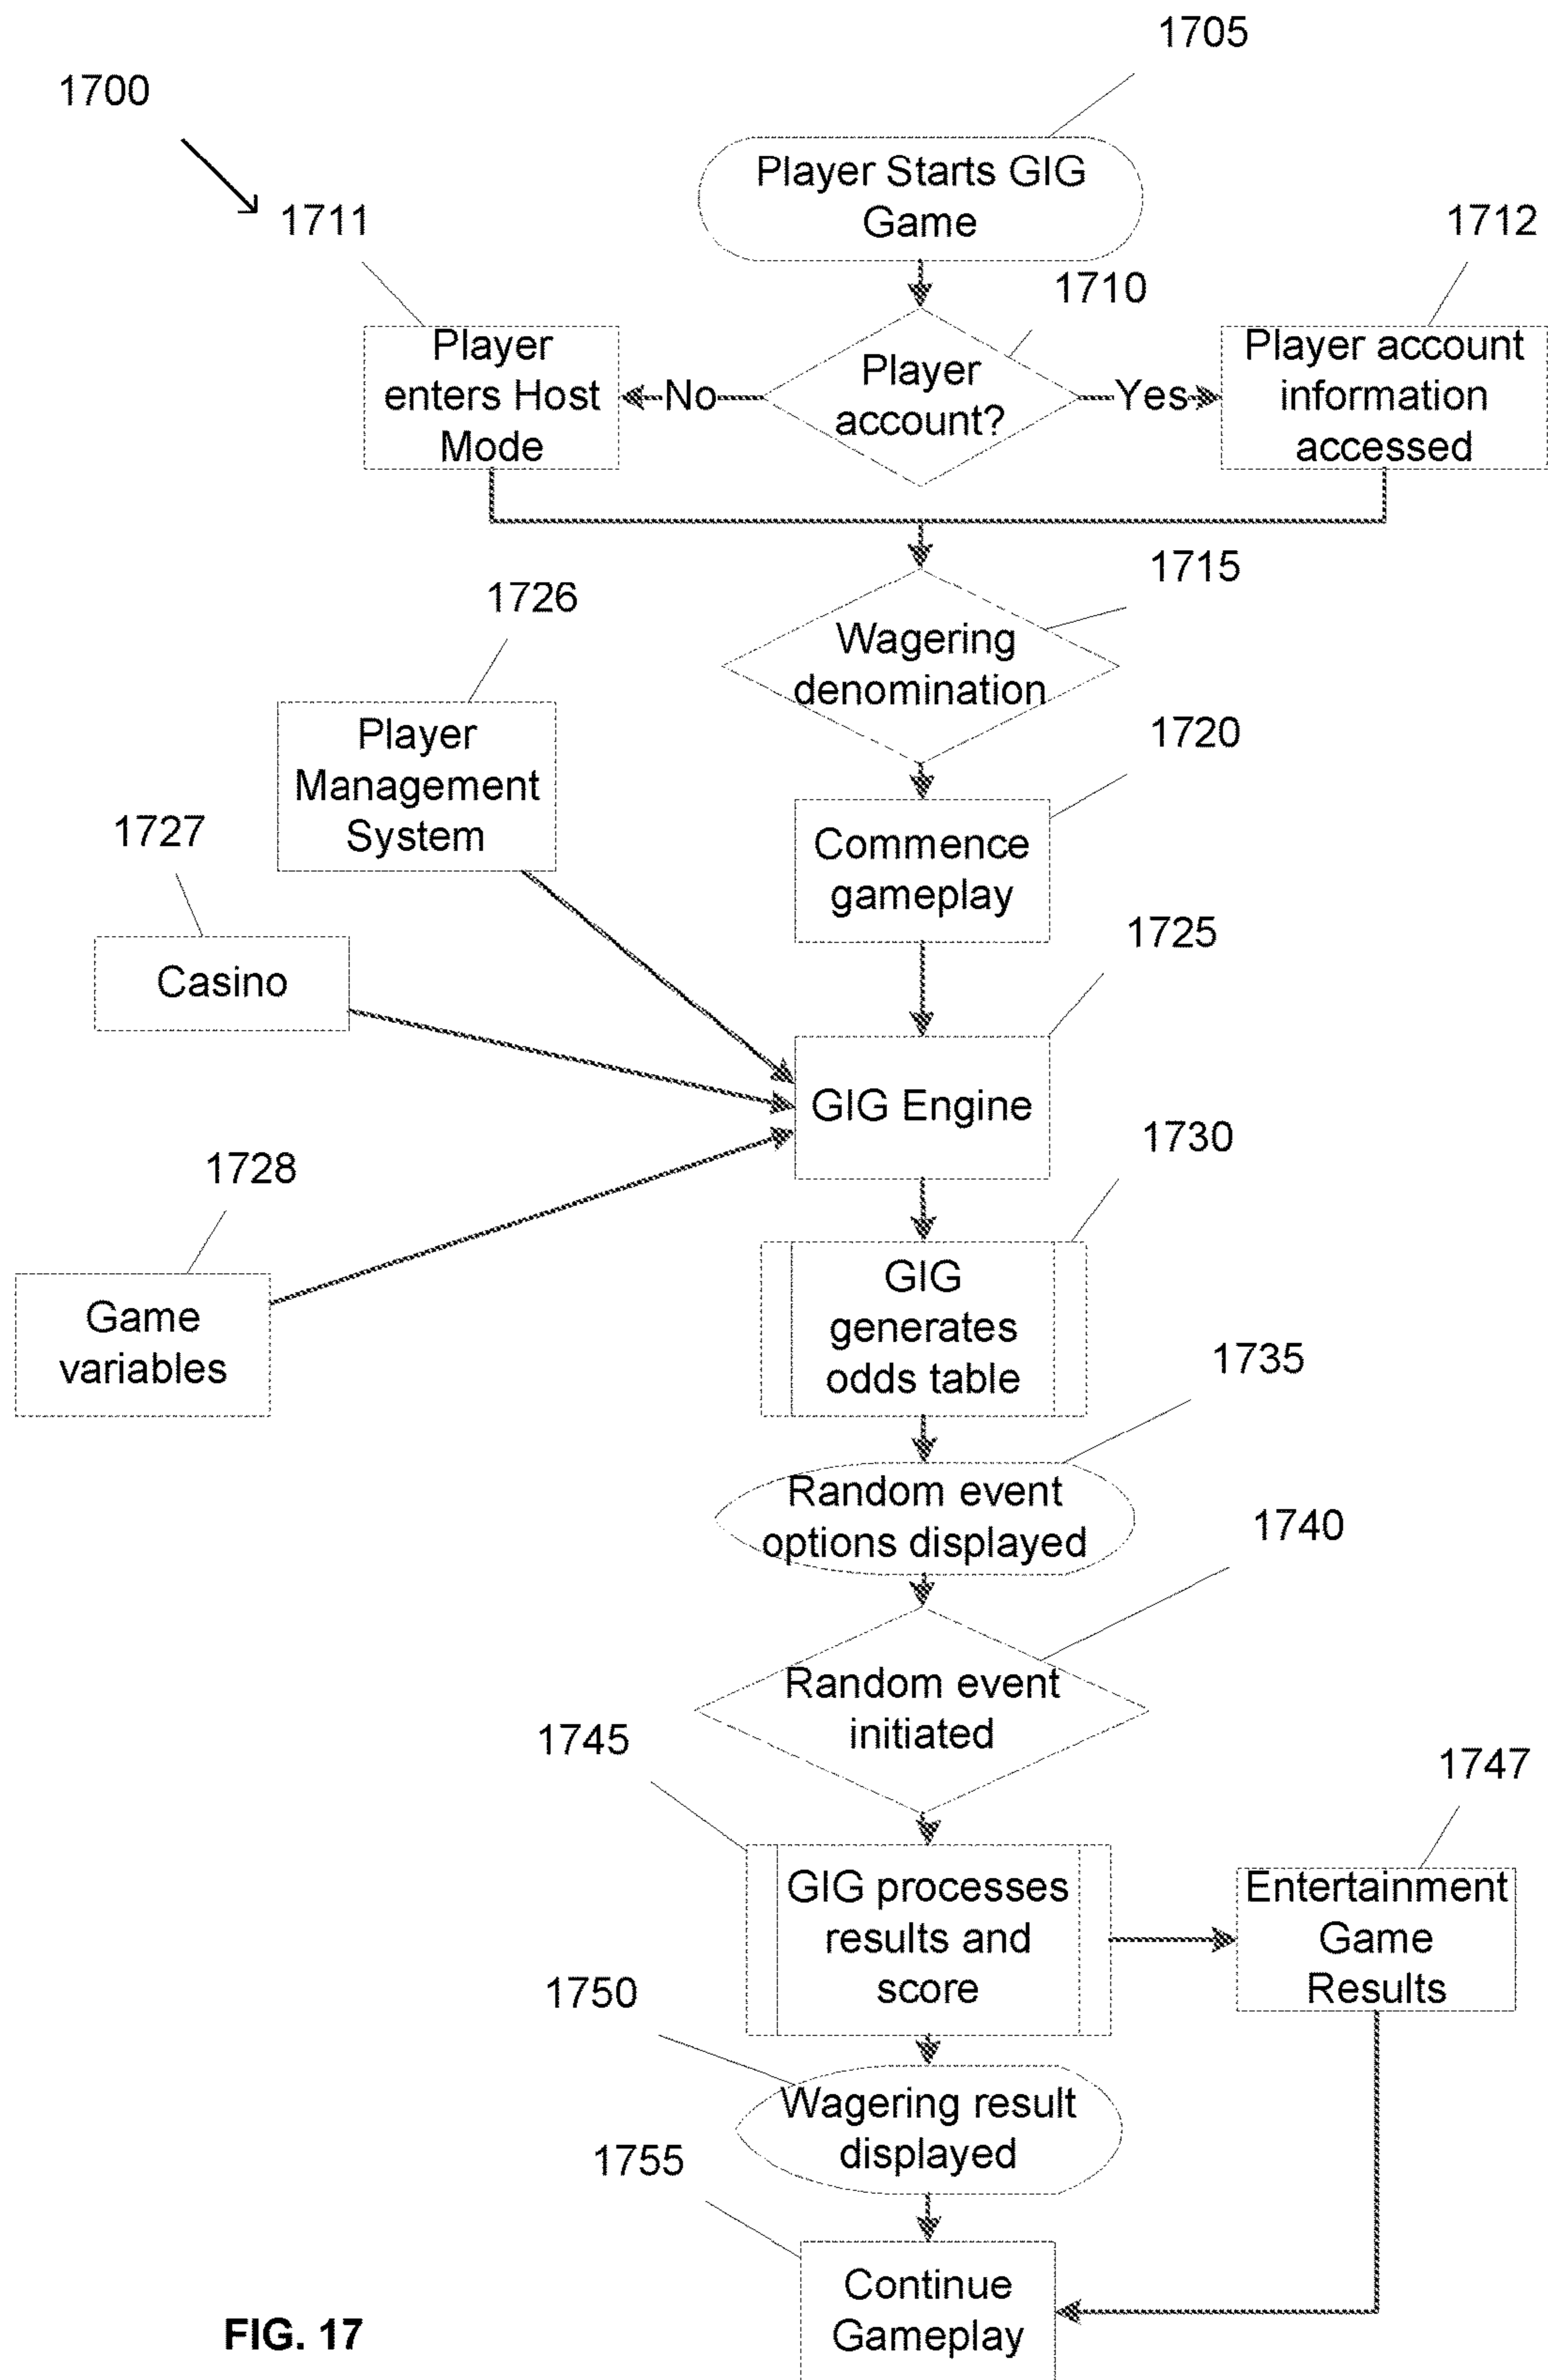 1705
1700
Player Starts GIG
Game
1711
1712
1710
Player
enters Host
Mode
No
Player
account?
Yes
Player account
information
accessed
1715
1726
Wagering
denomination
1720
Player
Management
System
1727
Commence
gameplay
1725
Casino
GIG Engine
1730
1728
GIG
generates
odds table
Game
variables
1735
Random event
options displayed
1740
Random event
initiated
1745
1747
GIG processes
results and
score
Entertainment
Game
Results
1750
Wagering result
displayed
1755
Continue
Gameplay
FIG. 17